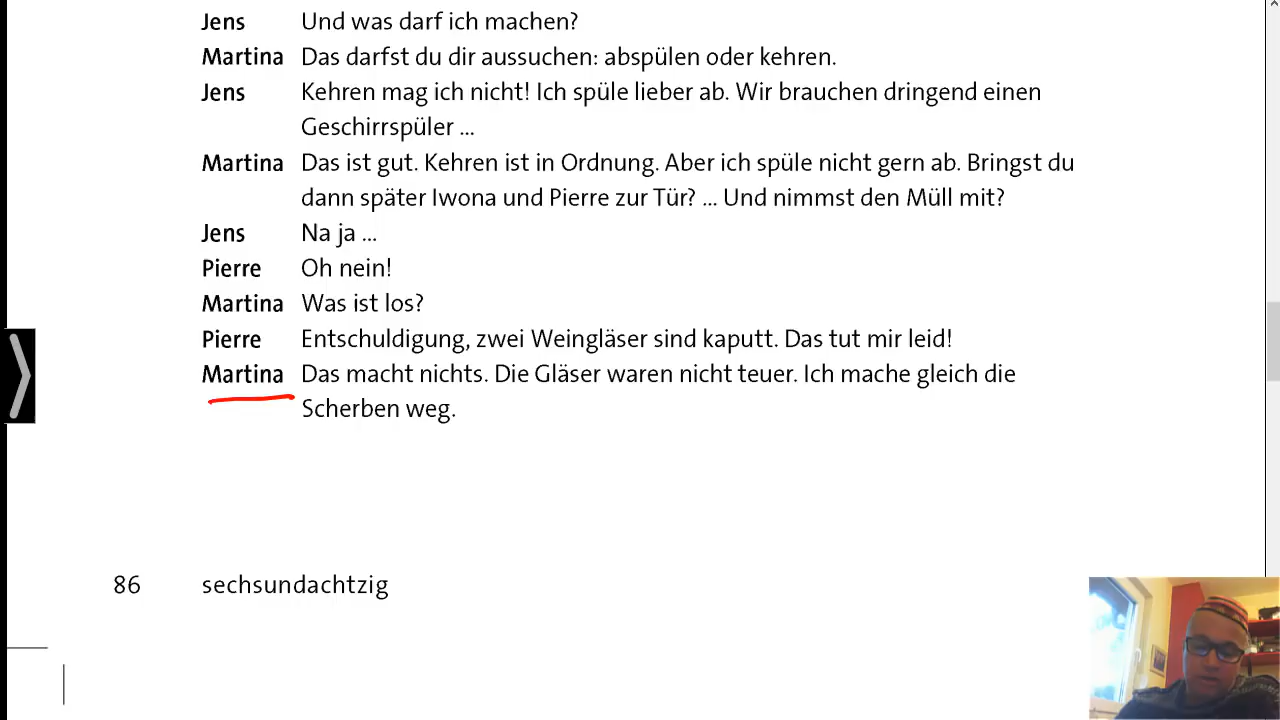 Jens Und was darf ich machen?
Martina Das darfst du dir aussuchen: abspülen oder kehren.
Jens Kehren mag ich nicht! Ich spüle lieber ab. Wir brauchen dringend einen
Geschirrspüler ...
Martina Das ist gut. Kehren ist in Ordnung. Aber ich spüle nicht gern ab. Bringst du
dann später Iwona und Pierre zur Tür? ... Und nimmst den Müll mit?
Jens Na ja ...
Pierre Oh nein!
Martina Was ist los?
Pierre Entschuldigung, zwei Weingläser sind kaputt. Das tut mir leid!
Martina Das macht nichts. Die Gläser waren nicht teuer. Ich mache gleich die
Scherben weg.
86 sechsundachtzig